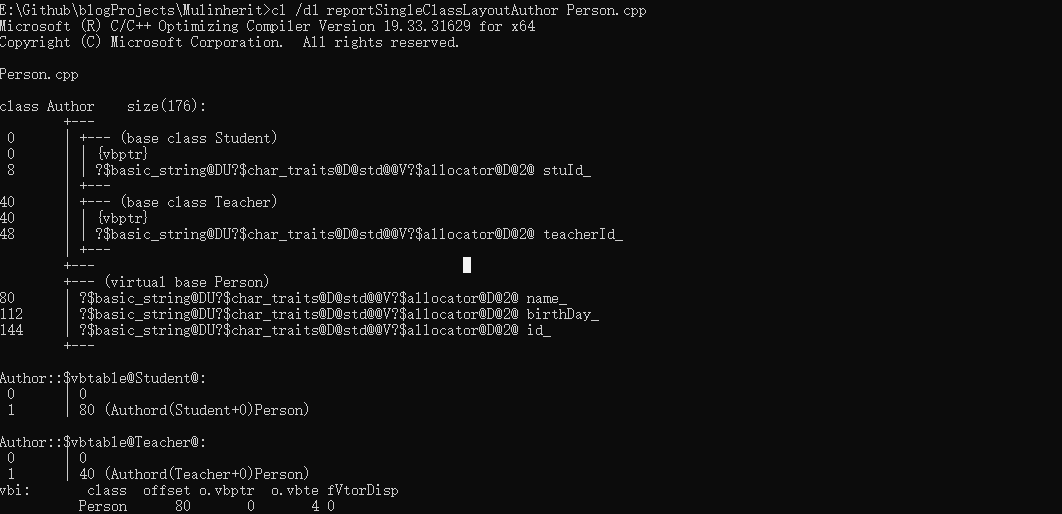 E:\Github\blogProjects\Mulinherit>cl /d1 reportSingleClassLayoutAuthor Person.cpp
Microsoft (R) C/C++ Optimizing Compiler Version 19.33.31629 for x64
Copyright (C) Microsoft Corporation.  All rights reserved.

Person.cpp

class Author    size(176):
        +---
 0      | +--- (base class Student)
 0      | | {vbptr}
 8      | | ?$basic_string@DU?$char_traits@D@std@@V?$allocator@D@2@ stuId_
        | +---
40      | +--- (base class Teacher)
40      | | {vbptr}
48      | | ?$basic_string@DU?$char_traits@D@std@@V?$allocator@D@2@ teacherId_
        | +---
        +---
        +--- (virtual base Person)
80      | ?$basic_string@DU?$char_traits@D@std@@V?$allocator@D@2@ name_
112     | ?$basic_string@DU?$char_traits@D@std@@V?$allocator@D@2@ birthDay_
144     | ?$basic_string@DU?$char_traits@D@std@@V?$allocator@D@2@ id_
        +---

Author::$vbtable@Student@:
 0      | 0
 1      | 80 (Authord(Student+0)Person)

Author::$vbtable@Teacher@:
 0      | 0
 1      | 40 (Authord(Teacher+0)Person)
vbi:       class  offset o.vbptr  o.vbte fVtorDisp
          Person      80       0       4 0